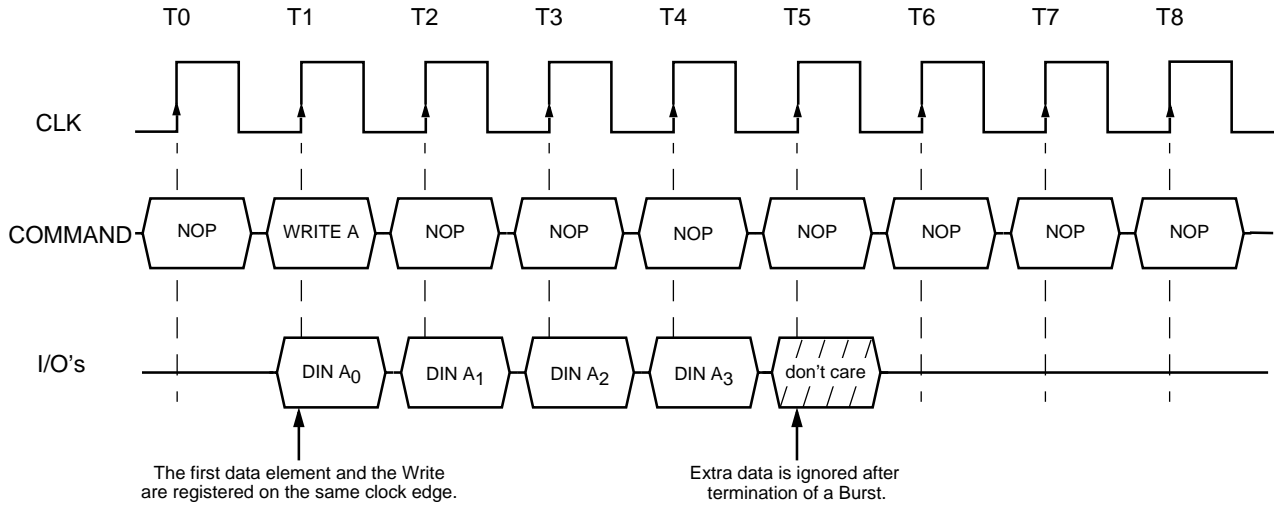 T0 T1 T2 T3 T4 T5 T6 T7 T8
CLK
COMMAND NOP WRITE A NOP NOP NOP NOP NOP NOP NOP
I/O's DIN A0 DIN A1 DIN A2 DIN A3 don't care
The first data element and the Write
are registered on the same clock edge.
Extra data is ignored after
termination of a Burst.